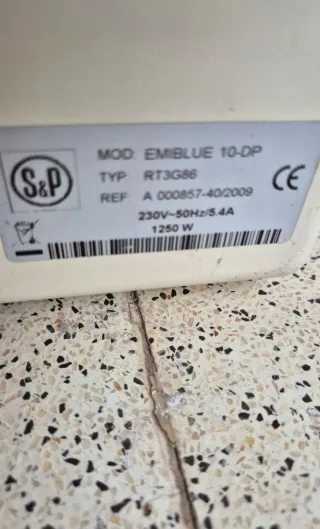 S&P
MOD: EMIBLUE 10-DP
TYP: RT3G86
REF: A 000857-40/2009
CE
230V~50Hz/5.4A
1250 W